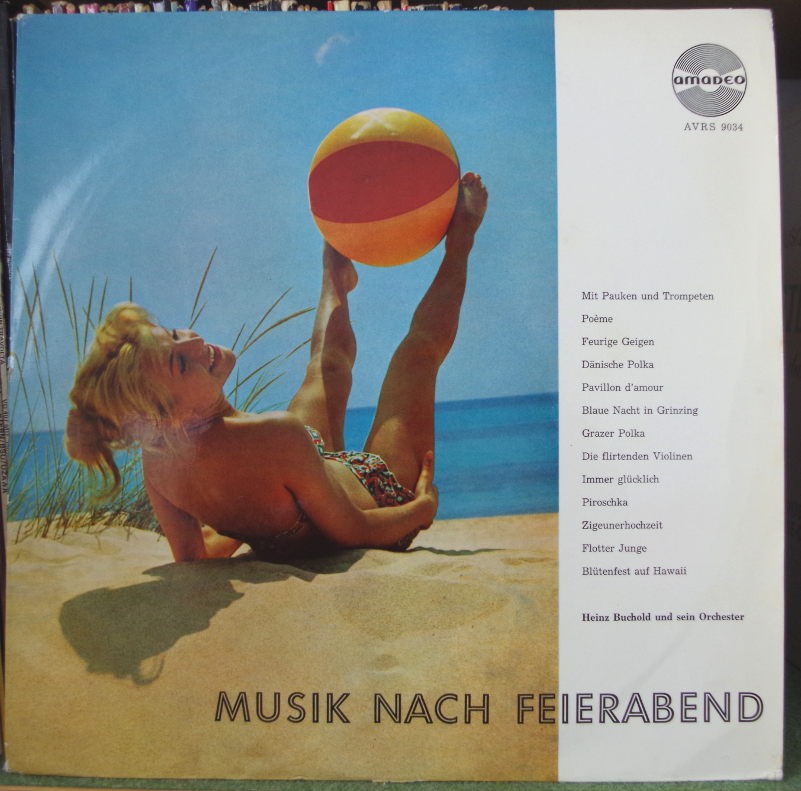 amadeo
AVRS 9034
Mit Pauken und Trompeten
Poème
Feurige Geigen
Dänische Polka
Pavillon d'amour
Blaue Nacht in Grinzing
Grazer Polka
Die flirtenden Violinen
Immer glücklich
Piroschka
Zigeunerhochzeit
Flotter Junge
Blütenfest auf Hawaii
Heinz Buchold und sein Orchester
MUSIK NACH FEIERABEND